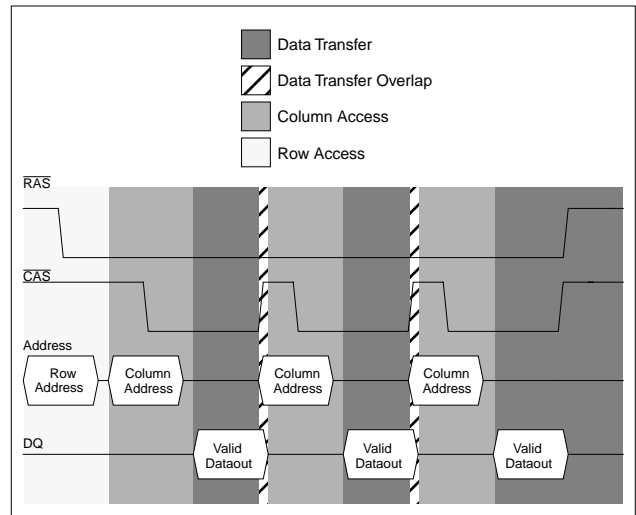 Data Transfer
Data Transfer Overlap
Column Access
Row Access
RAS
CAS
Address
Row
Address
Column
Address
Column
Address
Column
Address
DQ
Valid
Dataout
Valid
Dataout
Valid
Dataout